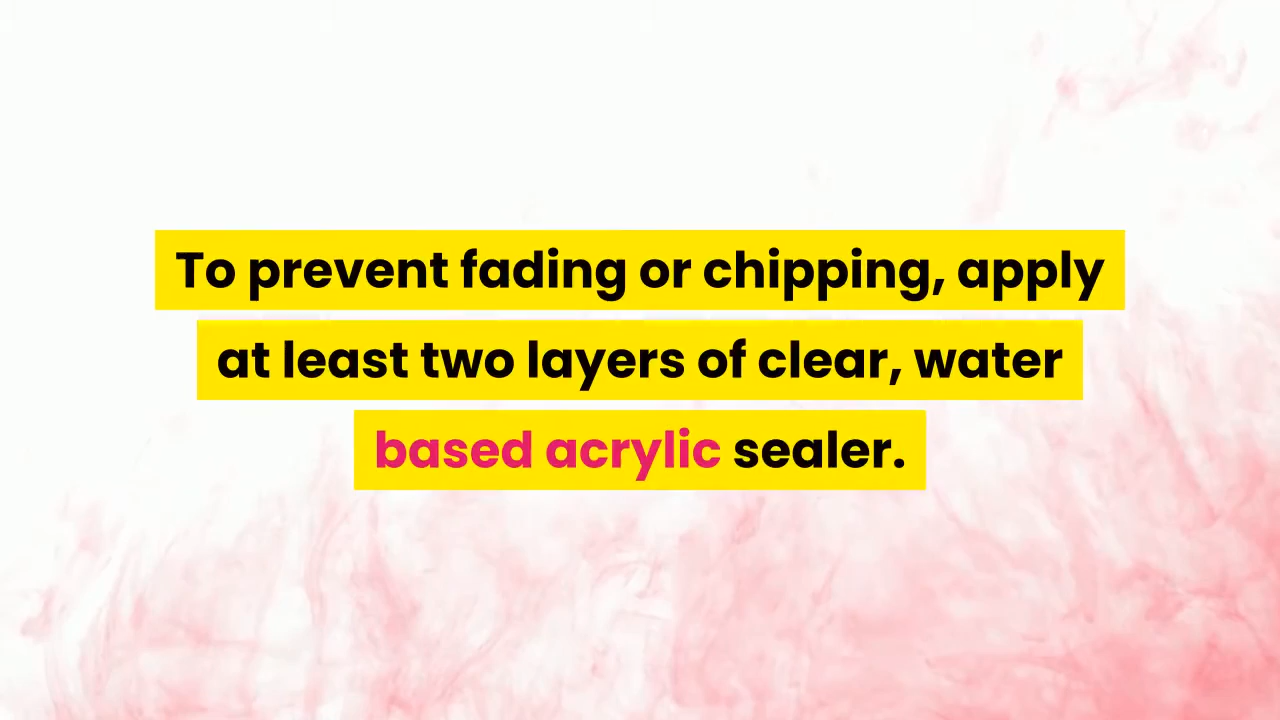 To prevent fading or chipping, apply
at least two layers of clear, water
based acrylic sealer.